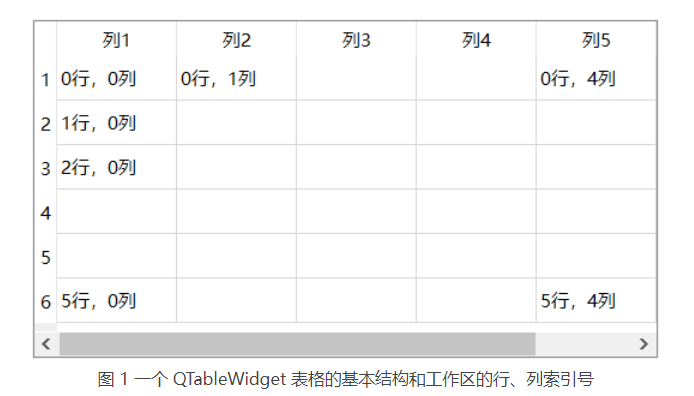 列1 列2 列3 列4 列5
1 0行，0列 0行，1列 0行，4列
2 1行，0列
3 2行，0列
4
5
6 5行，0列 5行，4列
图 1 一个 QTableWidget 表格的基本结构和工作区的行、列索引号